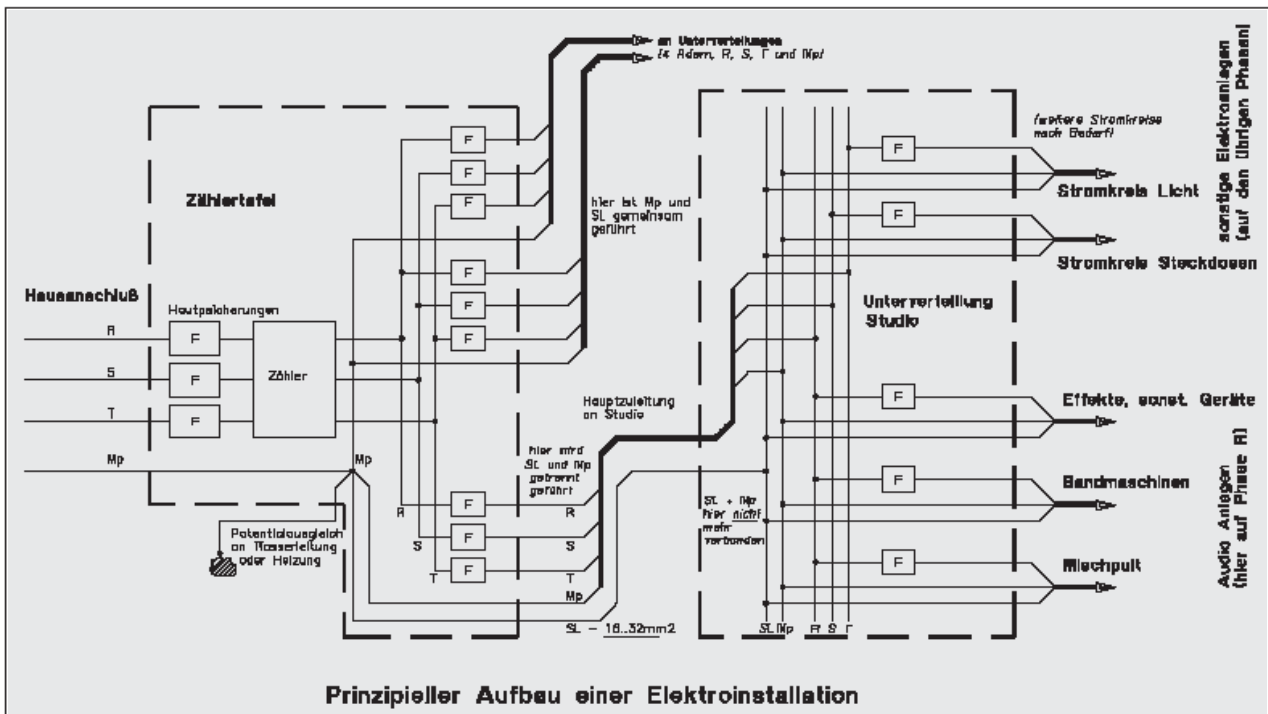 an Unterverteilungen
(4 Adern, R, S, T und Mp)
Zählertafel
F
F
F
hier ist Mp und
SL gemeinsam
geführt
F
F
F
Hausanschluß
Hauptsicherungen
R
F
S
F
T
F
Mp
Zähler
Mp
Potentialausgleich
an Wasserleitung
oder Heizung
hier wird
SL und Mp
getrennt
geführt
R
F
R
S
F
S
T
F
T
Mp
SL - 16..32mm2
Hauptzuleitung
an Studio
SL + Mp
hier nicht
mehr
verbunden
Unterverteilung
Studio
F
F
F
F
F
SL Mp R S T
(weitere Stromkreise
nach Bedarf)
Stromkreis Licht
Stromkreis Steckdosen
Effekte, sonst. Geräte
Bandmaschinen
Mischpult
sonstige Elektroanlagen
(auf den übrigen Phasen)
Audio Anlagen
(hier auf Phase R)
Prinzipieller Aufbau einer Elektroinstallation